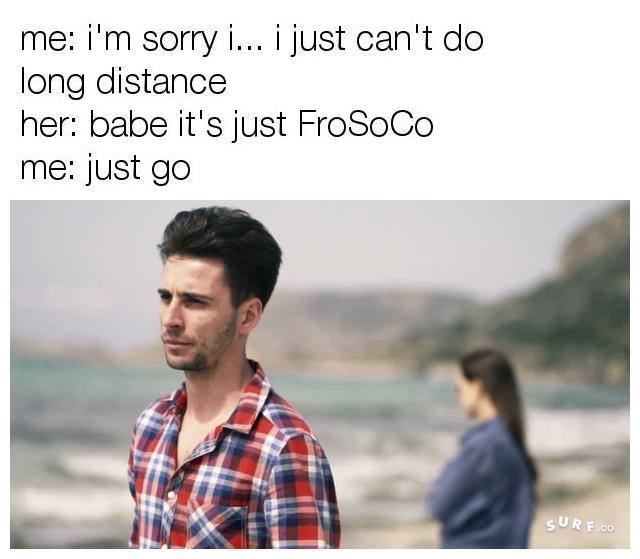 me: i'm sorry i... i just can't do
long distance
her: babe it's just FroSoCo
me: just go
SURF.co